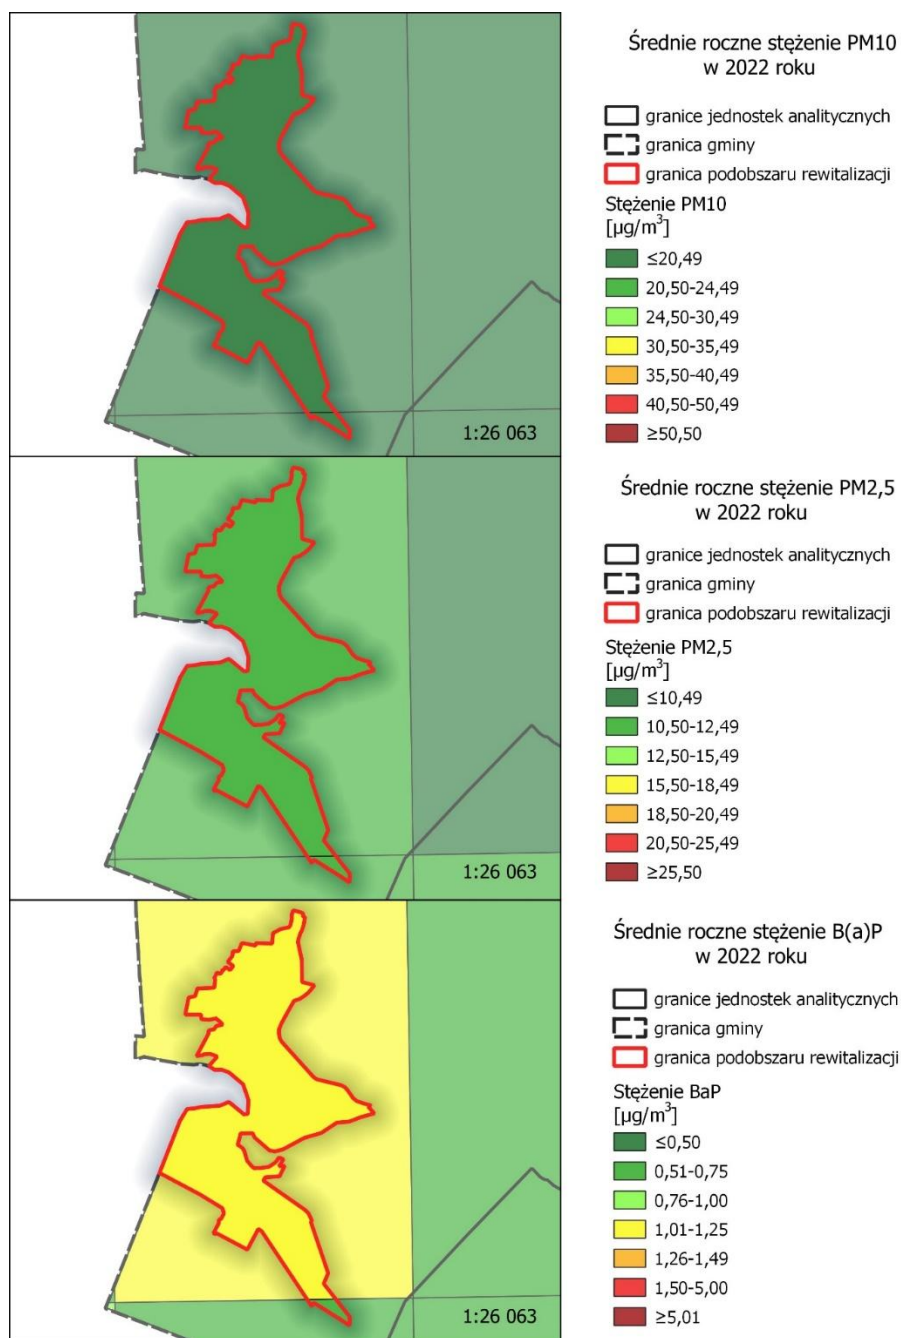 Średnie roczne stężenie PM10
w 2022 roku
granice jednostek analitycznych
granica gminy
granica podobszaru rewitalizacji
Stężenie PM10
[µg/m³]
≤20,49
20,50-24,49
24,50-30,49
30,50-35,49
35,50-40,49
40,50-50,49
≥50,50
1:26 063
Średnie roczne stężenie PM2,5
w 2022 roku
granice jednostek analitycznych
granica gminy
granica podobszaru rewitalizacji
Stężenie PM2,5
[µg/m³]
≤10,49
10,50-12,49
12,50-15,49
15,50-18,49
18,50-20,49
20,50-25,49
≥25,50
1:26 063
Średnie roczne stężenie B(a)P
w 2022 roku
granice jednostek analitycznych
granica gminy
granica podobszaru rewitalizacji
Stężenie BaP
[µg/m³]
≤0,50
0,51-0,75
0,76-1,00
1,01-1,25
1,26-1,49
1,50-5,00
≥5,01
1:26 063